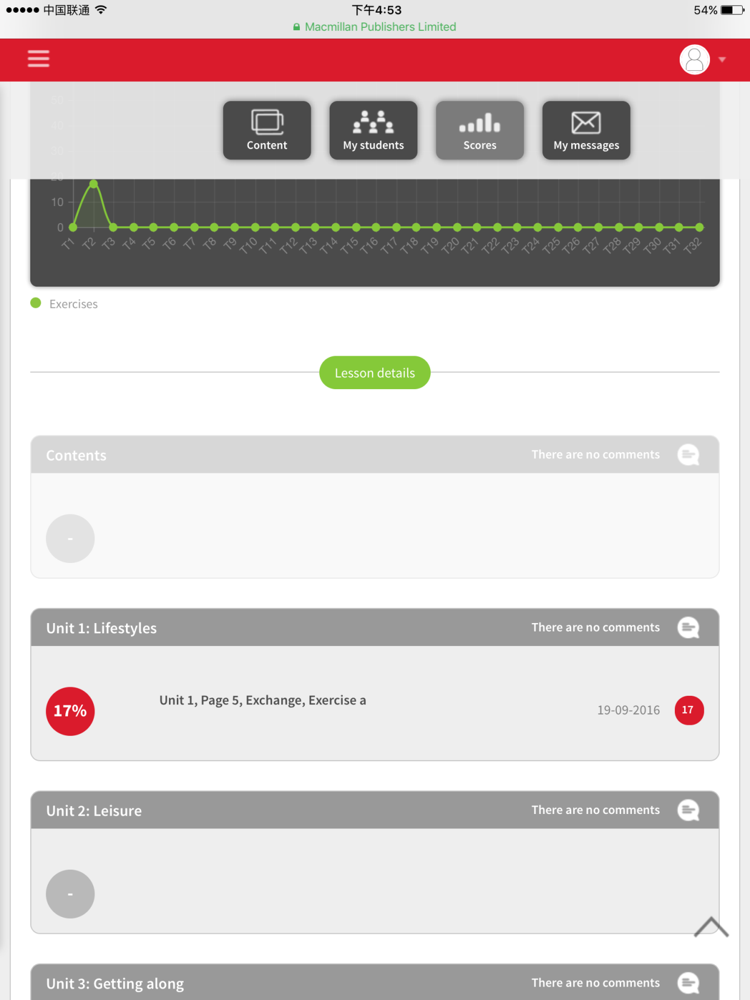 中国联通 下午4:53 54%
Macmillan Publishers Limited
50
40
30
20
10
0
Content My students Scores My messages
T1 T2 T3 T4 T5 T6 T7 T8 T9 T10 T11 T12 T13 T14 T15 T16 T17 T18 T19 T20 T21 T22 T23 T24 T25 T26 T27 T28 T29 T30 T31 T32
Exercises
Lesson details
Contents There are no comments
-
Unit 1: Lifestyles There are no comments
17% Unit 1, Page 5, Exchange, Exercise a 19-09-2016 17
Unit 2: Leisure There are no comments
-
Unit 3: Getting along There are no comments